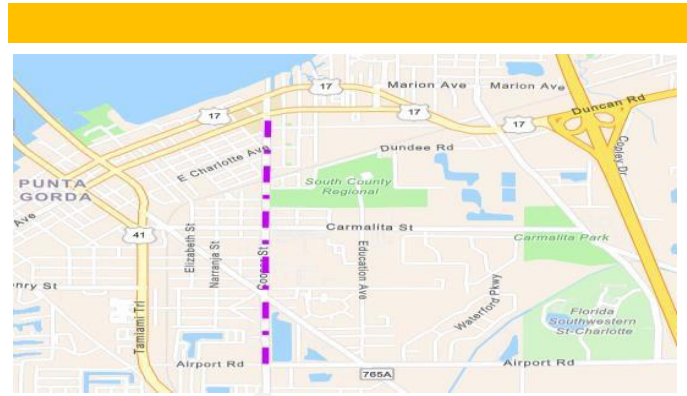 17
Marion Ave
Marion Ave
17
17
17
Duncan Rd
E Charlotte Ave
Dundee Rd
Copley Dr
PUNTA
GORDA
South County
Regional
Ave
41
Elizabeth St
Narranja St
Cooper St
Carmalita St
Education Ave
Carmalita Park
nry St
Tamiami Trl
Waterford Pkwy
Florida
Southwestern
St-Charlotte
Airport Rd
765A
Airport Rd